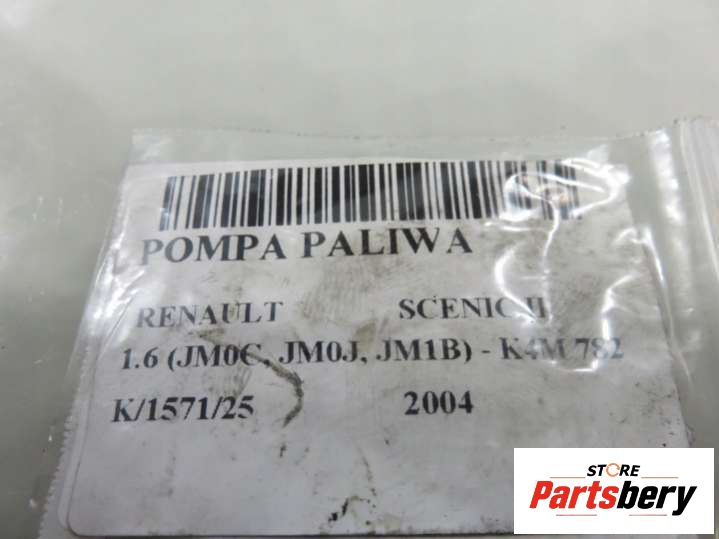 POMPA PALIWA
RENAULT SCENIC II
1.6 (JM0C, JM0J, JM1B) - K4M 782
K/1571/25 2004
STORE
Partsbery